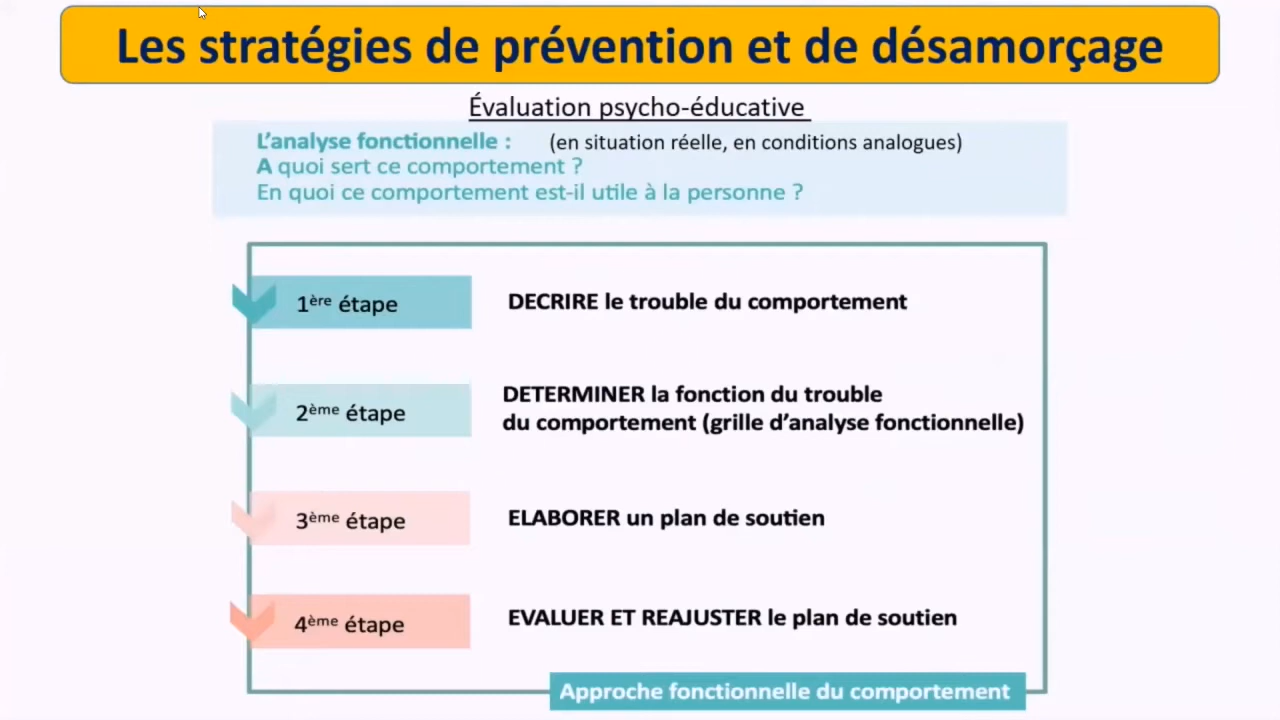 Les stratégies de prévention et de désamorçage
Évaluation psycho-éducative
L'analyse fonctionnelle : (en situation réelle, en conditions analogues)
A quoi sert ce comportement ?
En quoi ce comportement est-il utile à la personne ?
1ère étape
DECRIRE le trouble du comportement
2ème étape
DETERMINER la fonction du trouble
du comportement (grille d'analyse fonctionnelle)
3ème étape
ELABORER un plan de soutien
4ème étape
EVALUER ET REAJUSTER le plan de soutien
Approche fonctionnelle du comportement